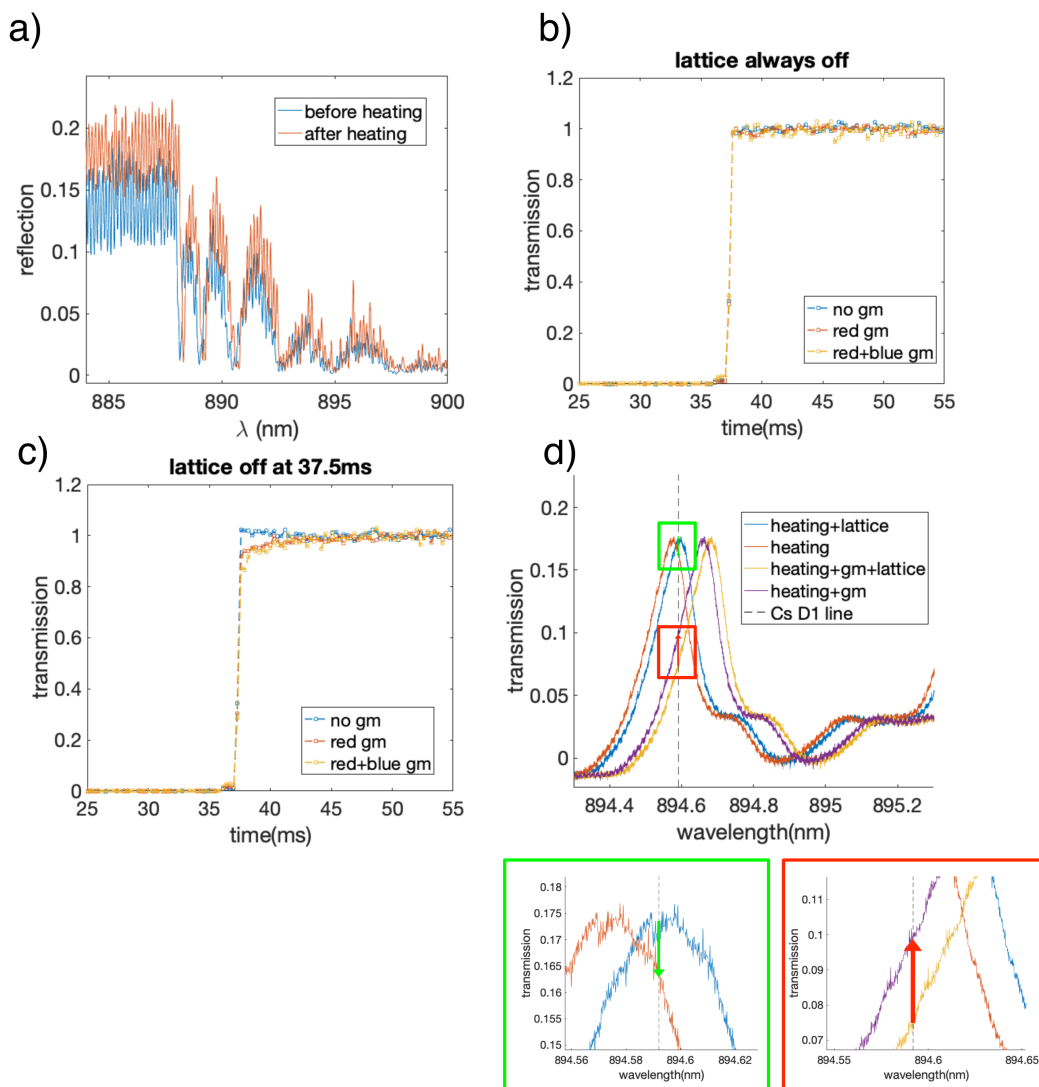 a)
reflection
0.2
0.15
0.1
0.05
0
885
890
895
900
λ (nm)
before heating
after heating
b)
lattice always off
transmission
1.2
1
0.8
0.6
0.4
0.2
0
25
30
35
40
45
50
55
time(ms)
no gm
red gm
red+blue gm
c)
lattice off at 37.5ms
transmission
1.2
1
0.8
0.6
0.4
0.2
0
25
30
35
40
45
50
55
time(ms)
no gm
red gm
red+blue gm
d)
transmission
0.2
0.15
0.1
0.05
0
894.4
894.6
894.8
895
895.2
wavelength(nm)
heating+lattice
heating
heating+gm+lattice
heating+gm
Cs D1 line
transmission
0.18
0.175
0.17
0.165
0.16
0.155
0.15
894.56
894.58
894.6
894.62
wavelength(nm)
transmission
0.11
0.1
0.09
0.08
0.07
894.55
894.6
894.65
wavelength(nm)